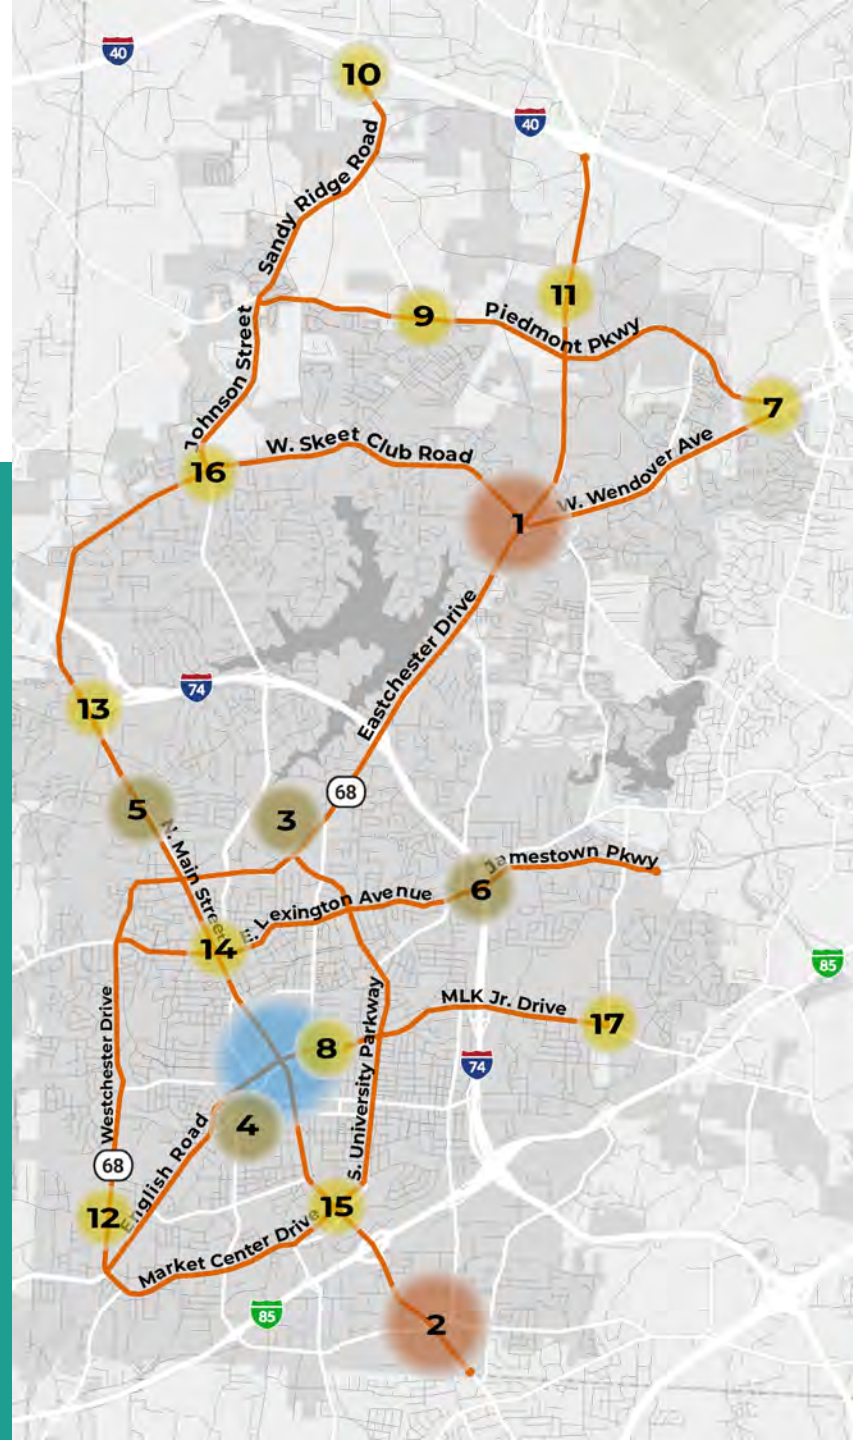 40
10
40
Sandy Ridge Road
11
9
Piedmont Pkwy
Johnson Street
7
W. Skeet Club Road
16
W. Wendover Ave
1
Eastchester Drive
74
13
68
5
3
N. Main Street
Jamestown Pkwy
6
E. Lexington Avenue
14
85
MLK Jr. Drive
17
S. University Parkway
Westchester Drive
8
74
4
English Road
68
15
12
Market Center Drive
85
2